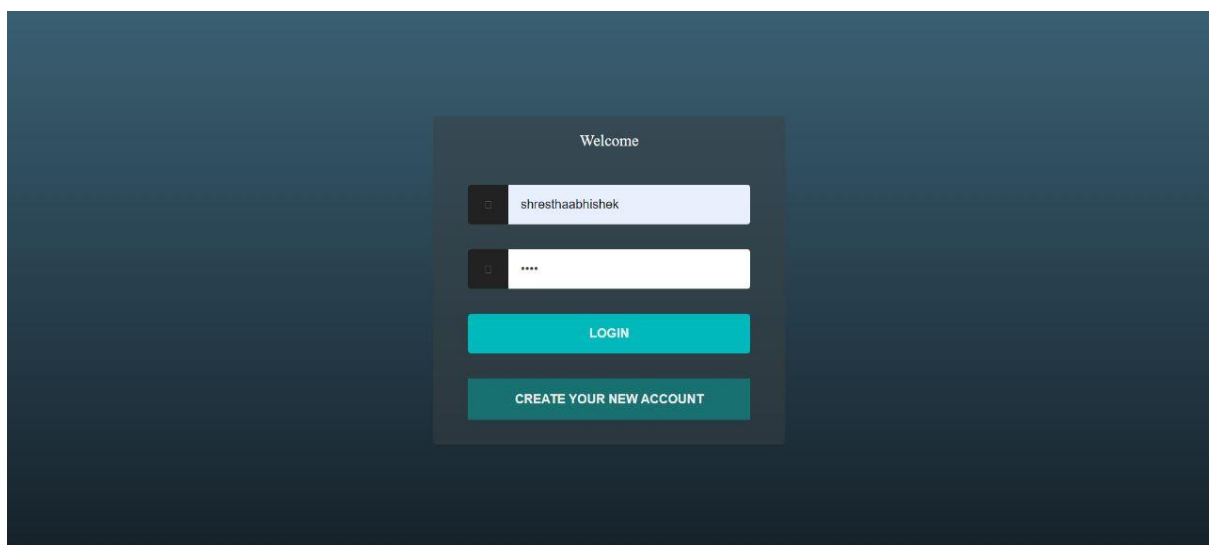 Welcome
shresthaabhishek
••••
LOGIN
CREATE YOUR NEW ACCOUNT